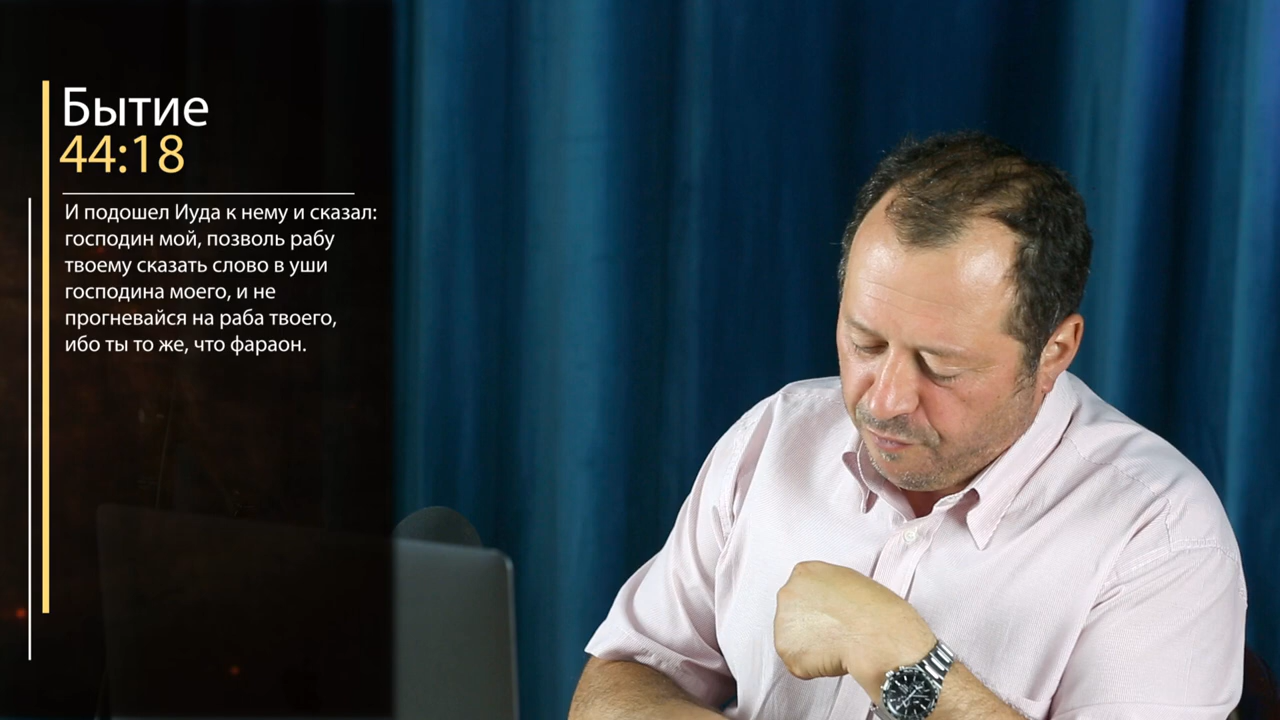 Бытие
44:18
И подошел Иуда к нему и сказал:
господин мой, позволь рабу
твоему сказать слово в уши
господина моего, и не
прогневайся на раба твоего,
ибо ты то же, что фараон.